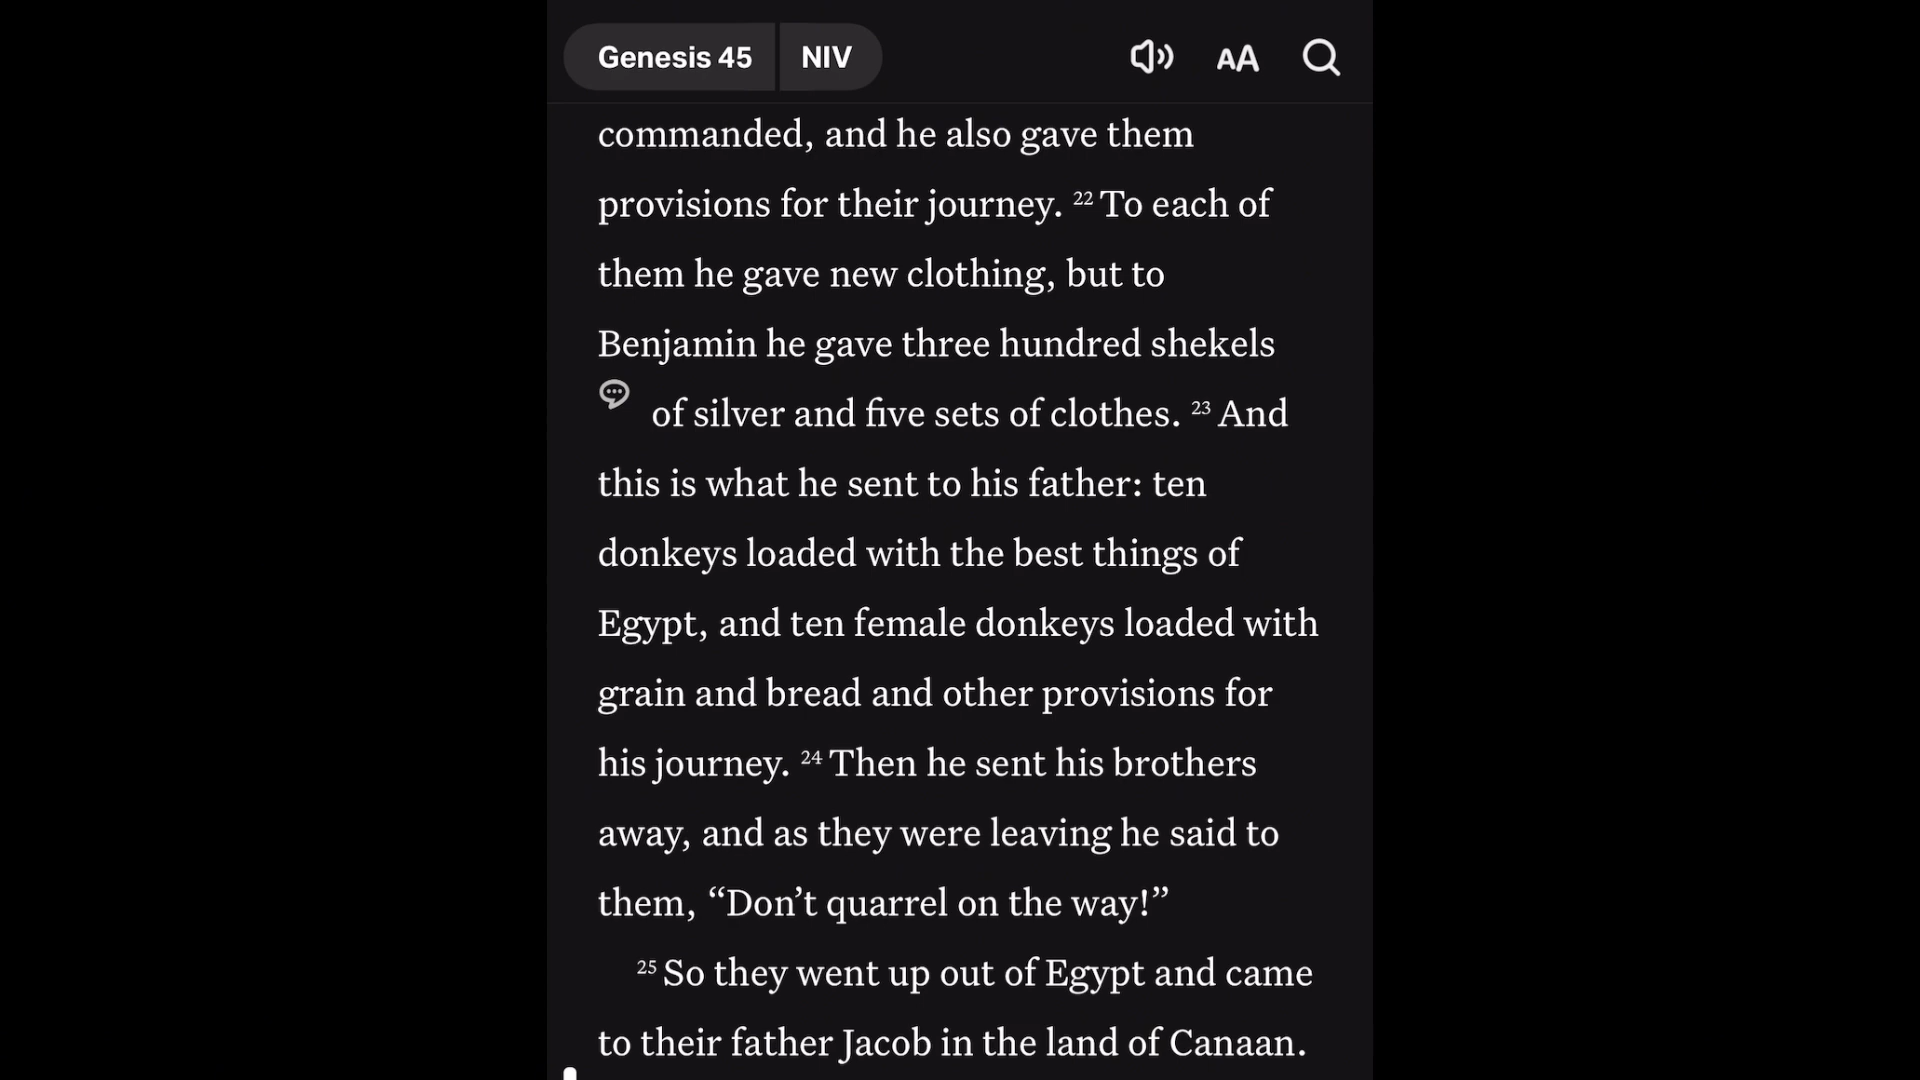 Genesis 45 NIV AA
commanded, and he also gave them
provisions for their journey. 22 To each of
them he gave new clothing, but to
Benjamin he gave three hundred shekels
of silver and five sets of clothes. 23 And
this is what he sent to his father: ten
donkeys loaded with the best things of
Egypt, and ten female donkeys loaded with
grain and bread and other provisions for
his journey. 24 Then he sent his brothers
away, and as they were leaving he said to
them, “Don’t quarrel on the way!”
25 So they went up out of Egypt and came
to their father Jacob in the land of Canaan.